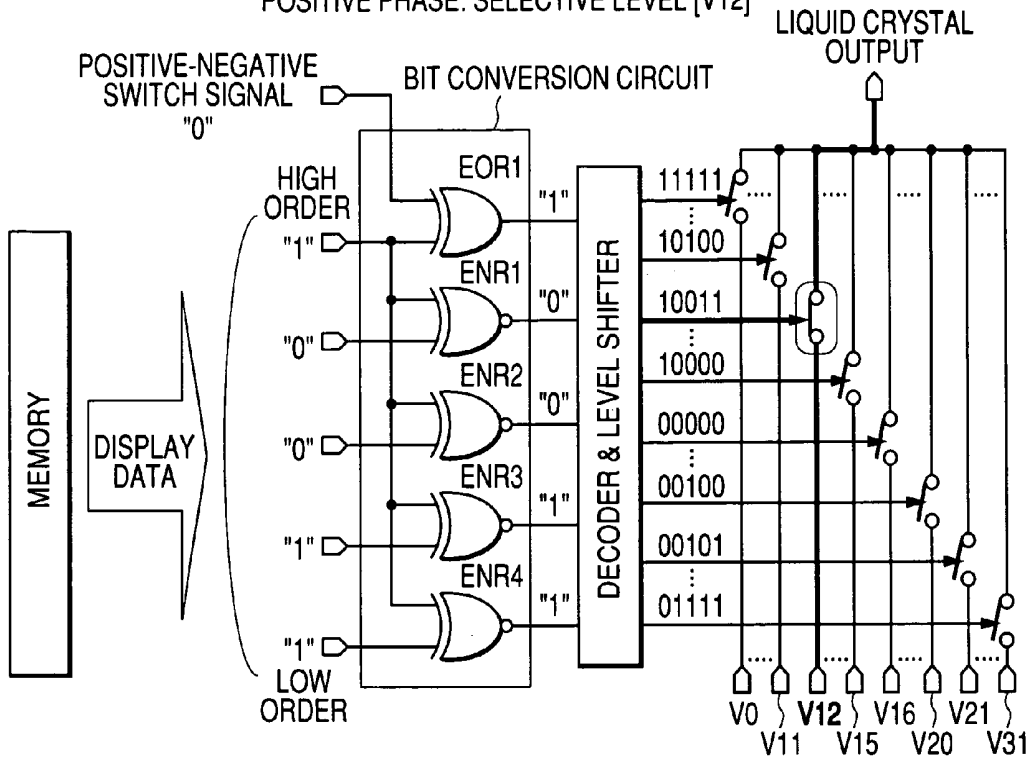 POSITIVE PHASE: SELECTIVE LEVEL [V12]
LIQUID CRYSTAL
OUTPUT
POSITIVE-NEGATIVE
SWITCH SIGNAL
"0"
BIT CONVERSION CIRCUIT
HIGH
ORDER
EOR1
"1"
"1"
11111
10100
ENR1
"0"
"0"
10011
ENR2
"0"
"0"
10000
MEMORY
DISPLAY
DATA
DECODER & LEVEL SHIFTER
00000
ENR3
"1"
"1"
00100
00101
ENR4
"1"
"1"
01111
LOW
ORDER
V0 V12 V16 V21
V11 V15 V20 V31